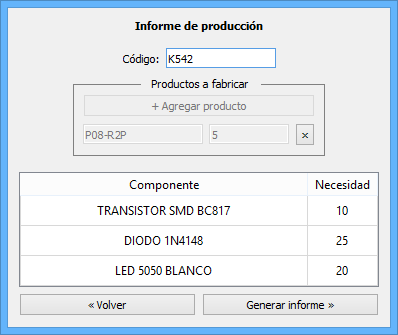 Informe de producción
Código: K542
Productos a fabricar
+ Agregar producto
P08-R2P 5 ×
Componente Necesidad
TRANSISTOR SMD BC817 10
DIODO 1N4148 25
LED 5050 BLANCO 20
« Volver Generar informe »